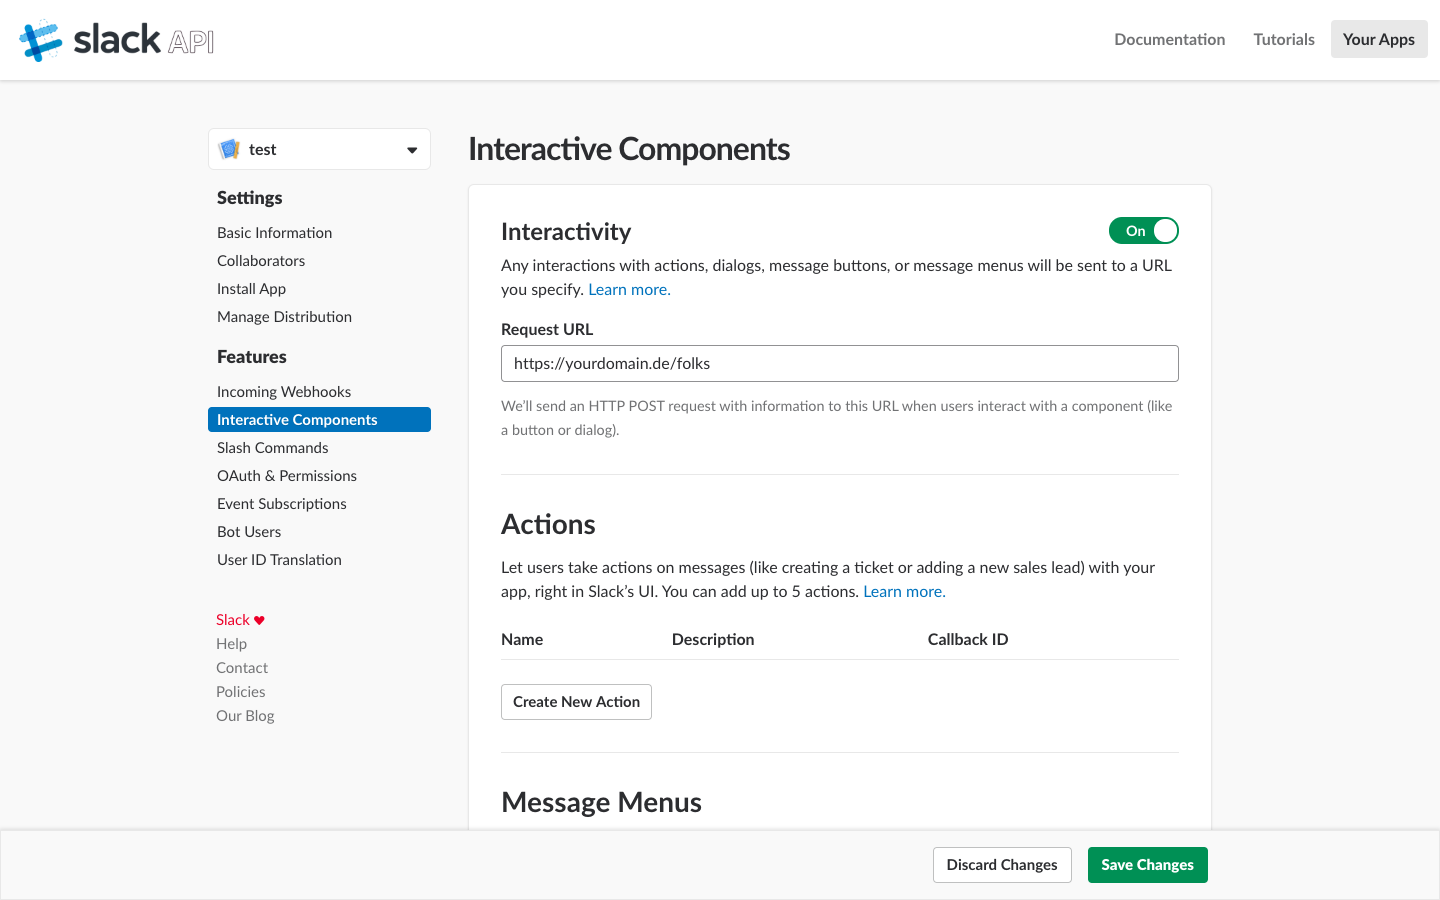 slack API
Documentation
Tutorials
Your Apps
test
Settings
Basic Information
Collaborators
Install App
Manage Distribution
Features
Incoming Webhooks
Interactive Components
Slash Commands
OAuth & Permissions
Event Subscriptions
Bot Users
User ID Translation
Slack ♥
Help
Contact
Policies
Our Blog
Interactive Components
Interactivity
On
Any interactions with actions, dialogs, message buttons, or message menus will be sent to a URL
you specify. Learn more.
Request URL
https://yourdomain.de/folks
We’ll send an HTTP POST request with information to this URL when users interact with a component (like
a button or dialog).
Actions
Let users take actions on messages (like creating a ticket or adding a new sales lead) with your
app, right in Slack’s UI. You can add up to 5 actions. Learn more.
Name Description Callback ID
Create New Action
Message Menus
Discard Changes
Save Changes